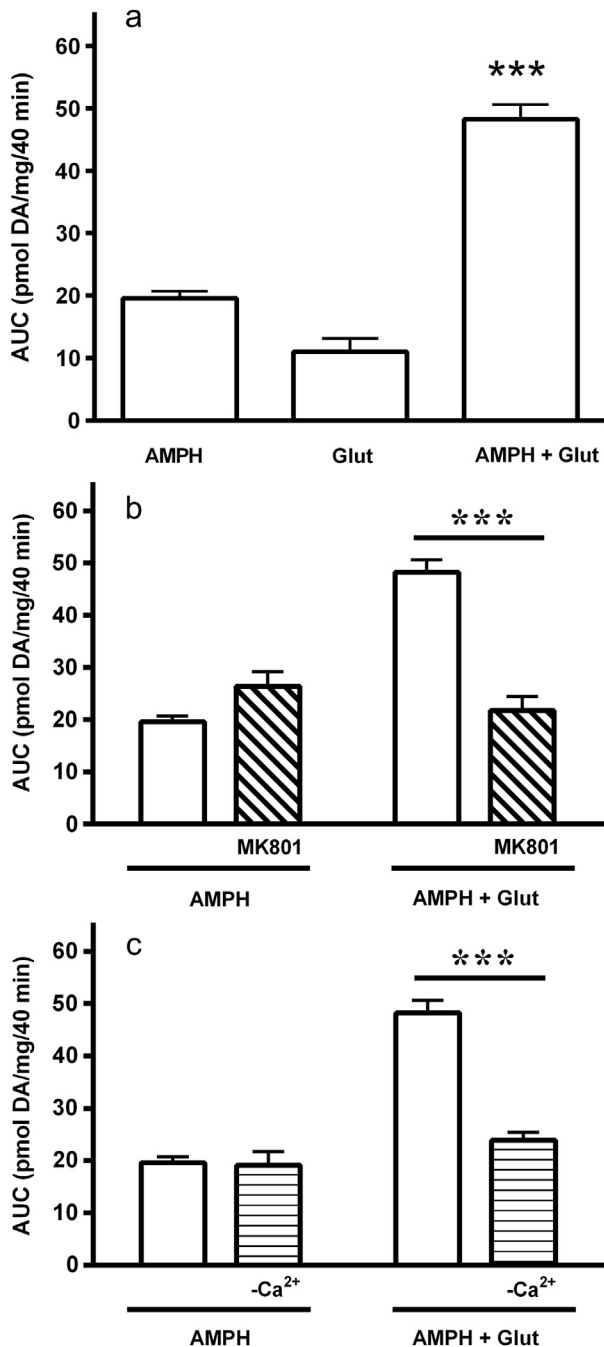 a
AUC (pmol DA/mg/40 min)
60
50
40
30
20
10
0
***
AMPH Glut AMPH + Glut
b
AUC (pmol DA/mg/40 min)
60
50
40
30
20
10
0
***
MK801 MK801
AMPH AMPH + Glut
c
AUC (pmol DA/mg/40 min)
60
50
40
30
20
10
0
***
-Ca²⁺ -Ca²⁺
AMPH AMPH + Glut